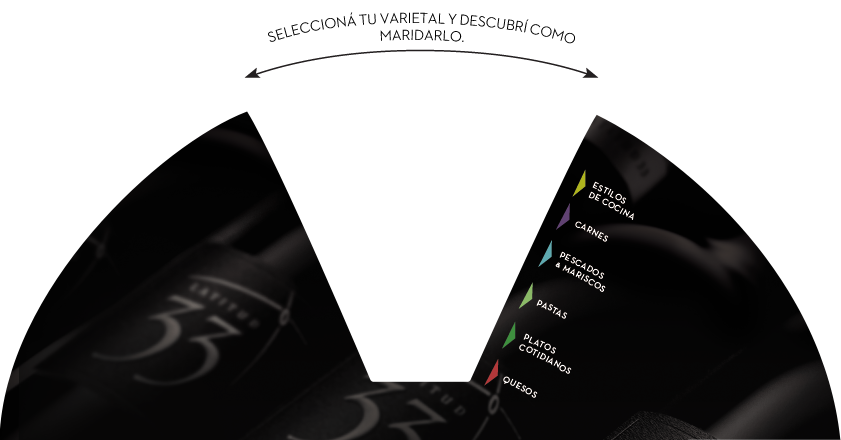 SELECCIONÁ TU VARIETAL Y DESCUBRÍ COMO
MARIDARLO.
ESTILOS
DE COCINA
CARNES
PESCADOS
& MARISCOS
PASTAS
PLATOS
COTIDIANOS
QUESOS
LATITUD
33
33